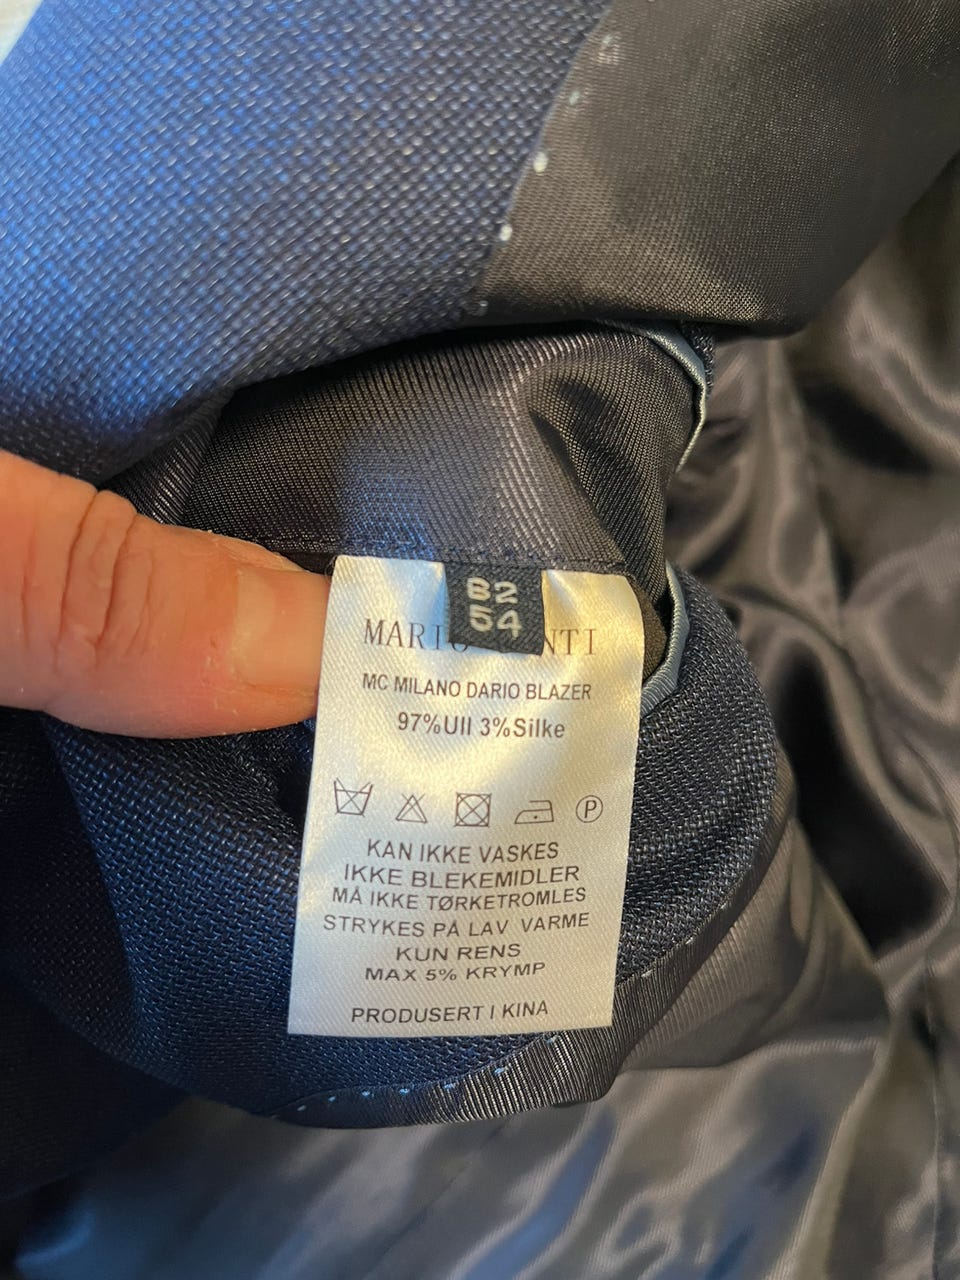 B2
54
MC MILANO DARIO BLAZER
97%Ull 3%Silke
P
KAN IKKE VASKES
IKKE BLEKEMIDLER
MÅ IKKE TØRKETROMLES
STRYKES PÅ LAV VARME
KUN RENS
MAX 5% KRYMP
PRODUSERT I KINA